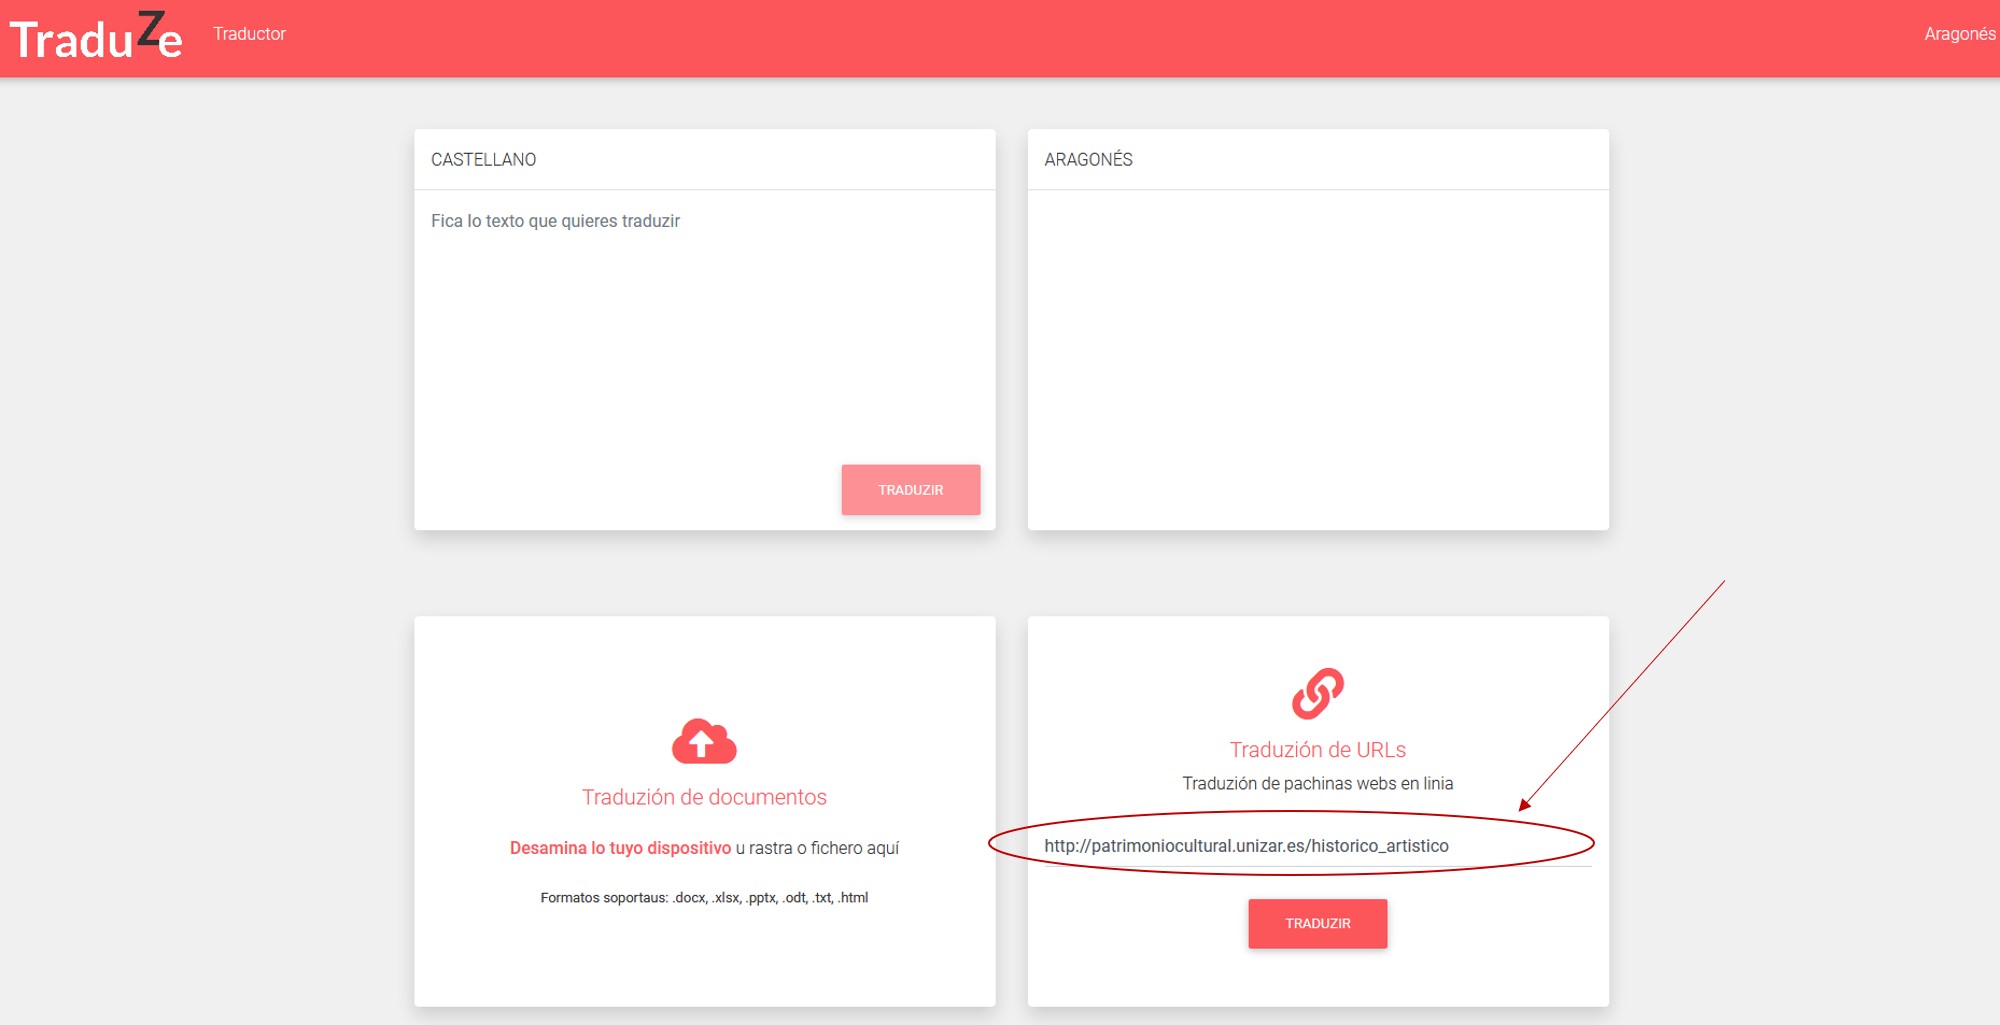 TraduZe
Traductor
Aragonés
CASTELLANO
Fica lo texto que quieres traduzir
TRADUZIR
ARAGONÉS
Traduzión de documentos
Desamina lo tuyo dispositivo u rastra o fichero aquí
Formatos soportaus: .docx, .xlsx, .pptx, .odt, .txt, .html
Traduzión de URLs
Traduzión de pachinas webs en linia
http://patrimoniocultural.unizar.es/historico_artistico
TRADUZIR